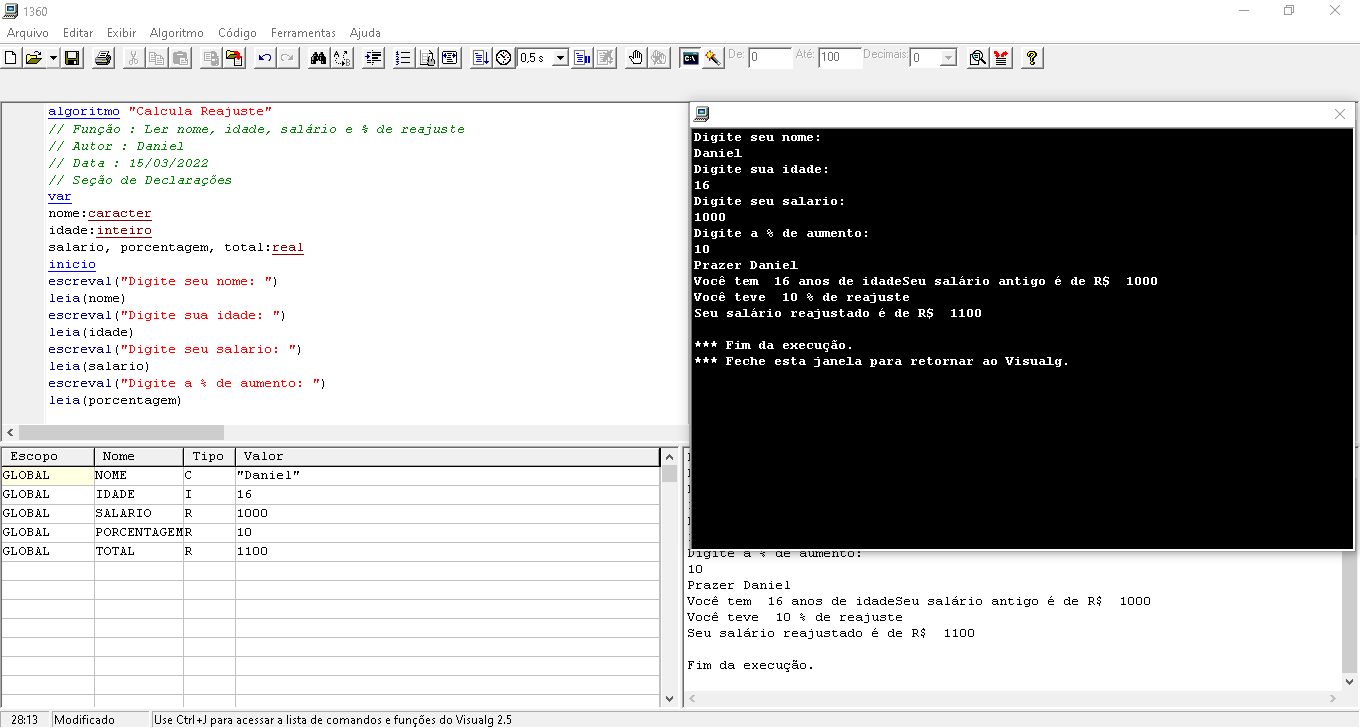 1360
Arquivo Editar Exibir Algoritmo Código Ferramentas Ajuda
0,5 s De: 0 Até: 100 Decimais: 0
algoritmo "Calcula Reajuste"
// Função : Ler nome, idade, salário e % de reajuste
// Autor : Daniel
// Data : 15/03/2022
// Seção de Declarações
var
nome:caracter
idade:inteiro
salario, porcentagem, total:real
inicio
escreval("Digite seu nome: ")
leia(nome)
escreval("Digite sua idade: ")
leia(idade)
escreval("Digite seu salario: ")
leia(salario)
escreval("Digite a % de aumento: ")
leia(porcentagem)
Digite seu nome:
Daniel
Digite sua idade:
16
Digite seu salario:
1000
Digite a % de aumento:
10
Prazer Daniel
Você tem  16 anos de idadeSeu salário antigo é de R$  1000
Você teve  10 % de reajuste
Seu salário reajustado é de R$  1100
*** Fim da execução.
*** Feche esta janela para retornar ao Visualg.
Escopo Nome Tipo Valor
GLOBAL NOME C "Daniel"
GLOBAL IDADE I 16
GLOBAL SALARIO R 1000
GLOBAL PORCENTAGEM R 10
GLOBAL TOTAL R 1100
Digite a % de aumento:
10
Prazer Daniel
Você tem  16 anos de idadeSeu salário antigo é de R$  1000
Você teve  10 % de reajuste
Seu salário reajustado é de R$  1100
Fim da execução.
28:13 Modificado Use Ctrl+J para acessar a lista de comandos e funções do Visualg 2.5